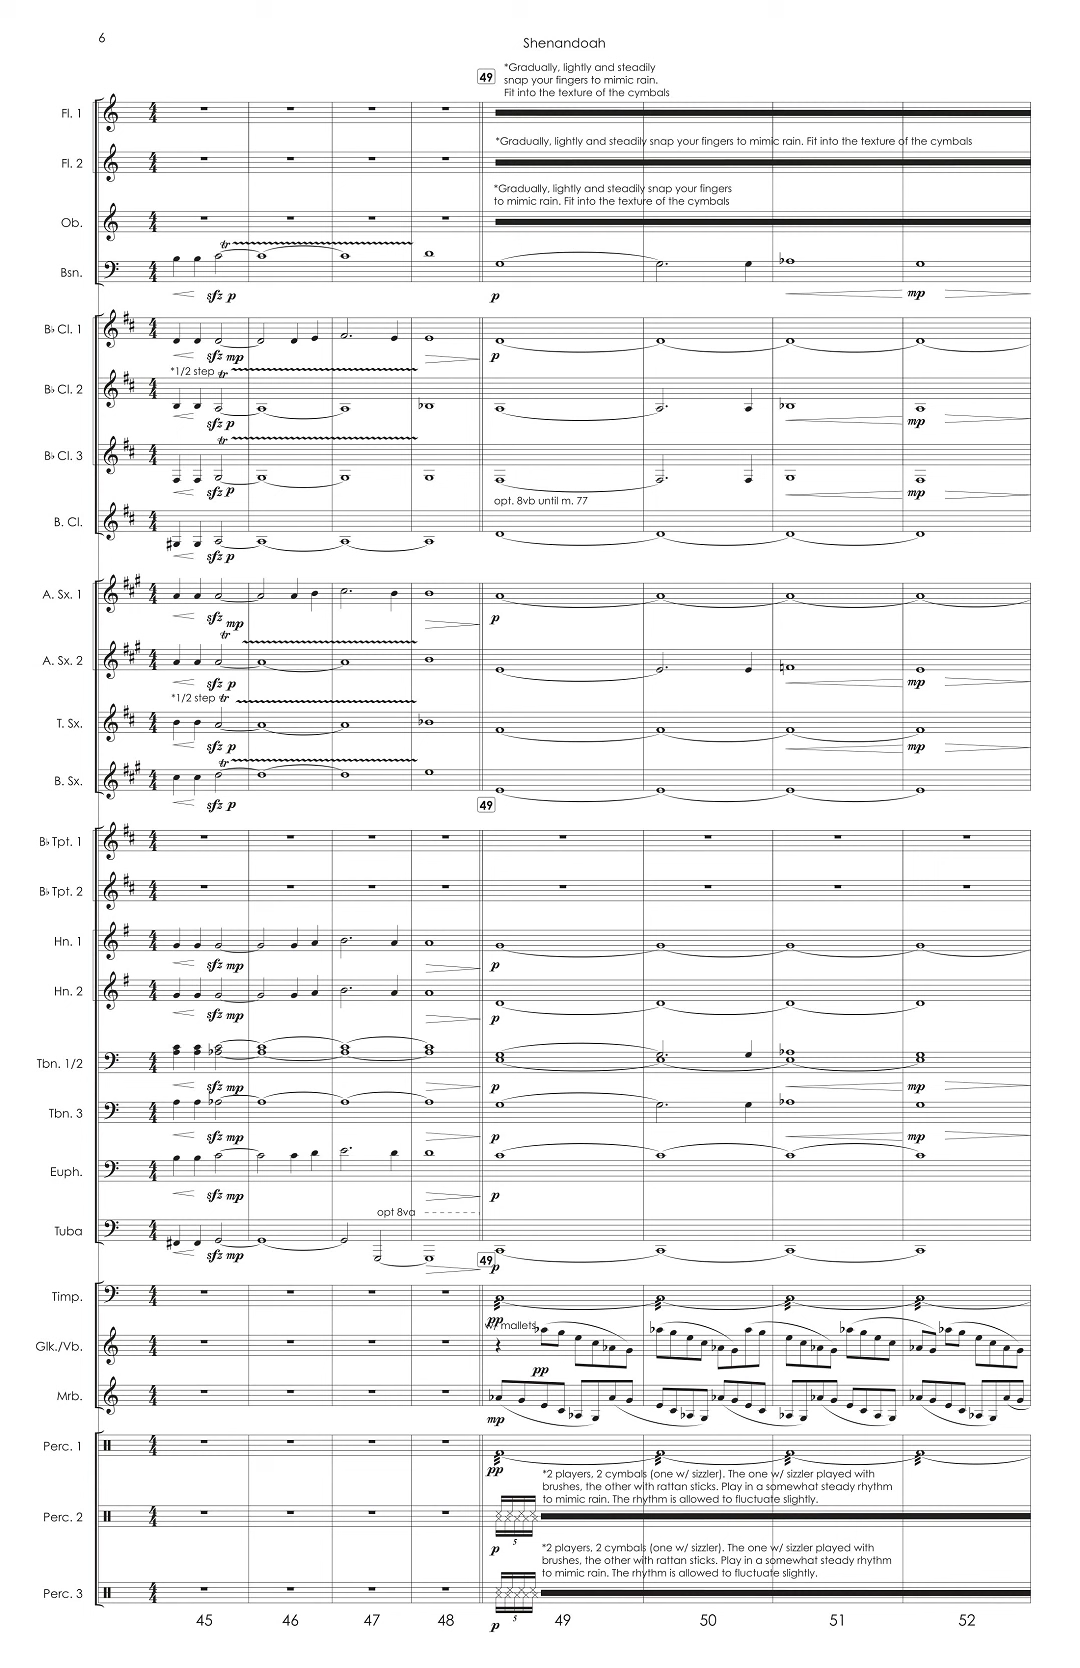 6
Shenandoah
49
*Gradually, lightly and steadily
snap your fingers to mimic rain.
Fit into the texture of the cymbals
Fl. 1
*Gradually, lightly and steadily snap your fingers to mimic rain. Fit into the texture of the cymbals
Fl. 2
*Gradually, lightly and steadily snap your fingers
to mimic rain. Fit into the texture of the cymbals
Ob.
tr
Bsn.
sfz p
p
mp
B♭ Cl. 1
sfz mp
p
*1/2 step tr
B♭ Cl. 2
sfz p
mp
tr
B♭ Cl. 3
sfz p
mp
opt. 8vb until m. 77
B. Cl.
sfz p
A. Sx. 1
sfz mp
p
tr
A. Sx. 2
sfz p
mp
*1/2 step tr
T. Sx.
sfz p
mp
tr
B. Sx.
sfz p
49
B♭ Tpt. 1
B♭ Tpt. 2
Hn. 1
sfz mp
p
Hn. 2
sfz mp
p
Tbn. 1/2
sfz mp
p
mp
Tbn. 3
sfz mp
p
mp
Euph.
sfz mp
p
opt 8va
Tuba
sfz mp
49
p
Timp.
pp
w/ mallets
Glk./Vb.
pp
Mrb.
mp
Perc. 1
pp
*2 players, 2 cymbals (one w/ sizzler). The one w/ sizzler played with
brushes, the other with rattan sticks. Play in a somewhat steady rhythm
to mimic rain. The rhythm is allowed to fluctuate slightly.
Perc. 2
5
p
*2 players, 2 cymbals (one w/ sizzler). The one w/ sizzler played with
brushes, the other with rattan sticks. Play in a somewhat steady rhythm
to mimic rain. The rhythm is allowed to fluctuate slightly.
Perc. 3
5
p
45 46 47 48 49 50 51 52